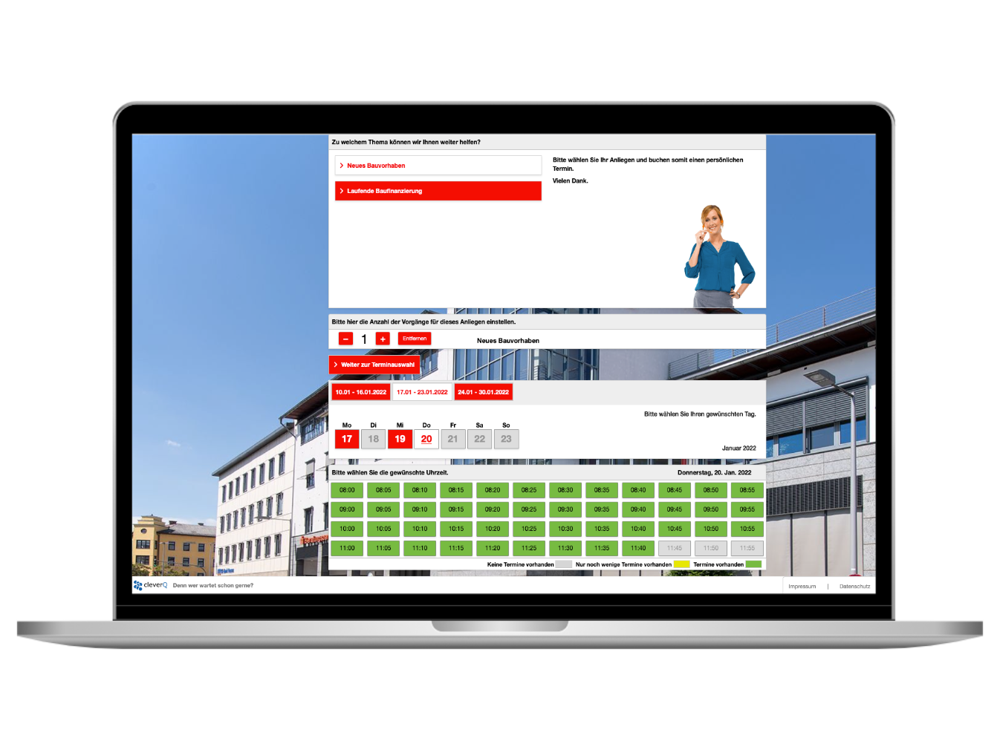 Zu welchem Thema können wir Ihnen weiter helfen?
Neues Bauvorhaben
Laufende Baufinanzierung
Bitte wählen Sie Ihr Anliegen und buchen somit einen persönlichen
Termin.
Vielen Dank.
Bitte hier die Anzahl der Vorgänge für dieses Anliegen einstellen.
− 1 + Entfernen Neues Bauvorhaben
Weiter zur Terminauswahl
10.01 - 16.01.2022 17.01 - 23.01.2022 24.01 - 30.01.2022
Bitte wählen Sie Ihren gewünschten Tag.
Mo Di Mi Do Fr Sa So
17 18 19 20 21 22 23
Januar 2022
Bitte wählen Sie die gewünschte Uhrzeit. Donnerstag, 20. Jan. 2022
08:00 08:05 08:10 08:15 08:20 08:25 08:30 08:35 08:40 08:45 08:50 08:55
09:00 09:05 09:10 09:15 09:20 09:25 09:30 09:35 09:40 09:45 09:50 09:55
10:00 10:05 10:10 10:15 10:20 10:25 10:30 10:35 10:40 10:45 10:50 10:55
11:00 11:05 11:10 11:15 11:20 11:25 11:30 11:35 11:40 11:45 11:50 11:55
Keine Termine vorhanden Nur noch wenige Termine vorhanden Termine vorhanden
cleverQ Denn wer wartet schon gerne? Impressum | Datenschutz